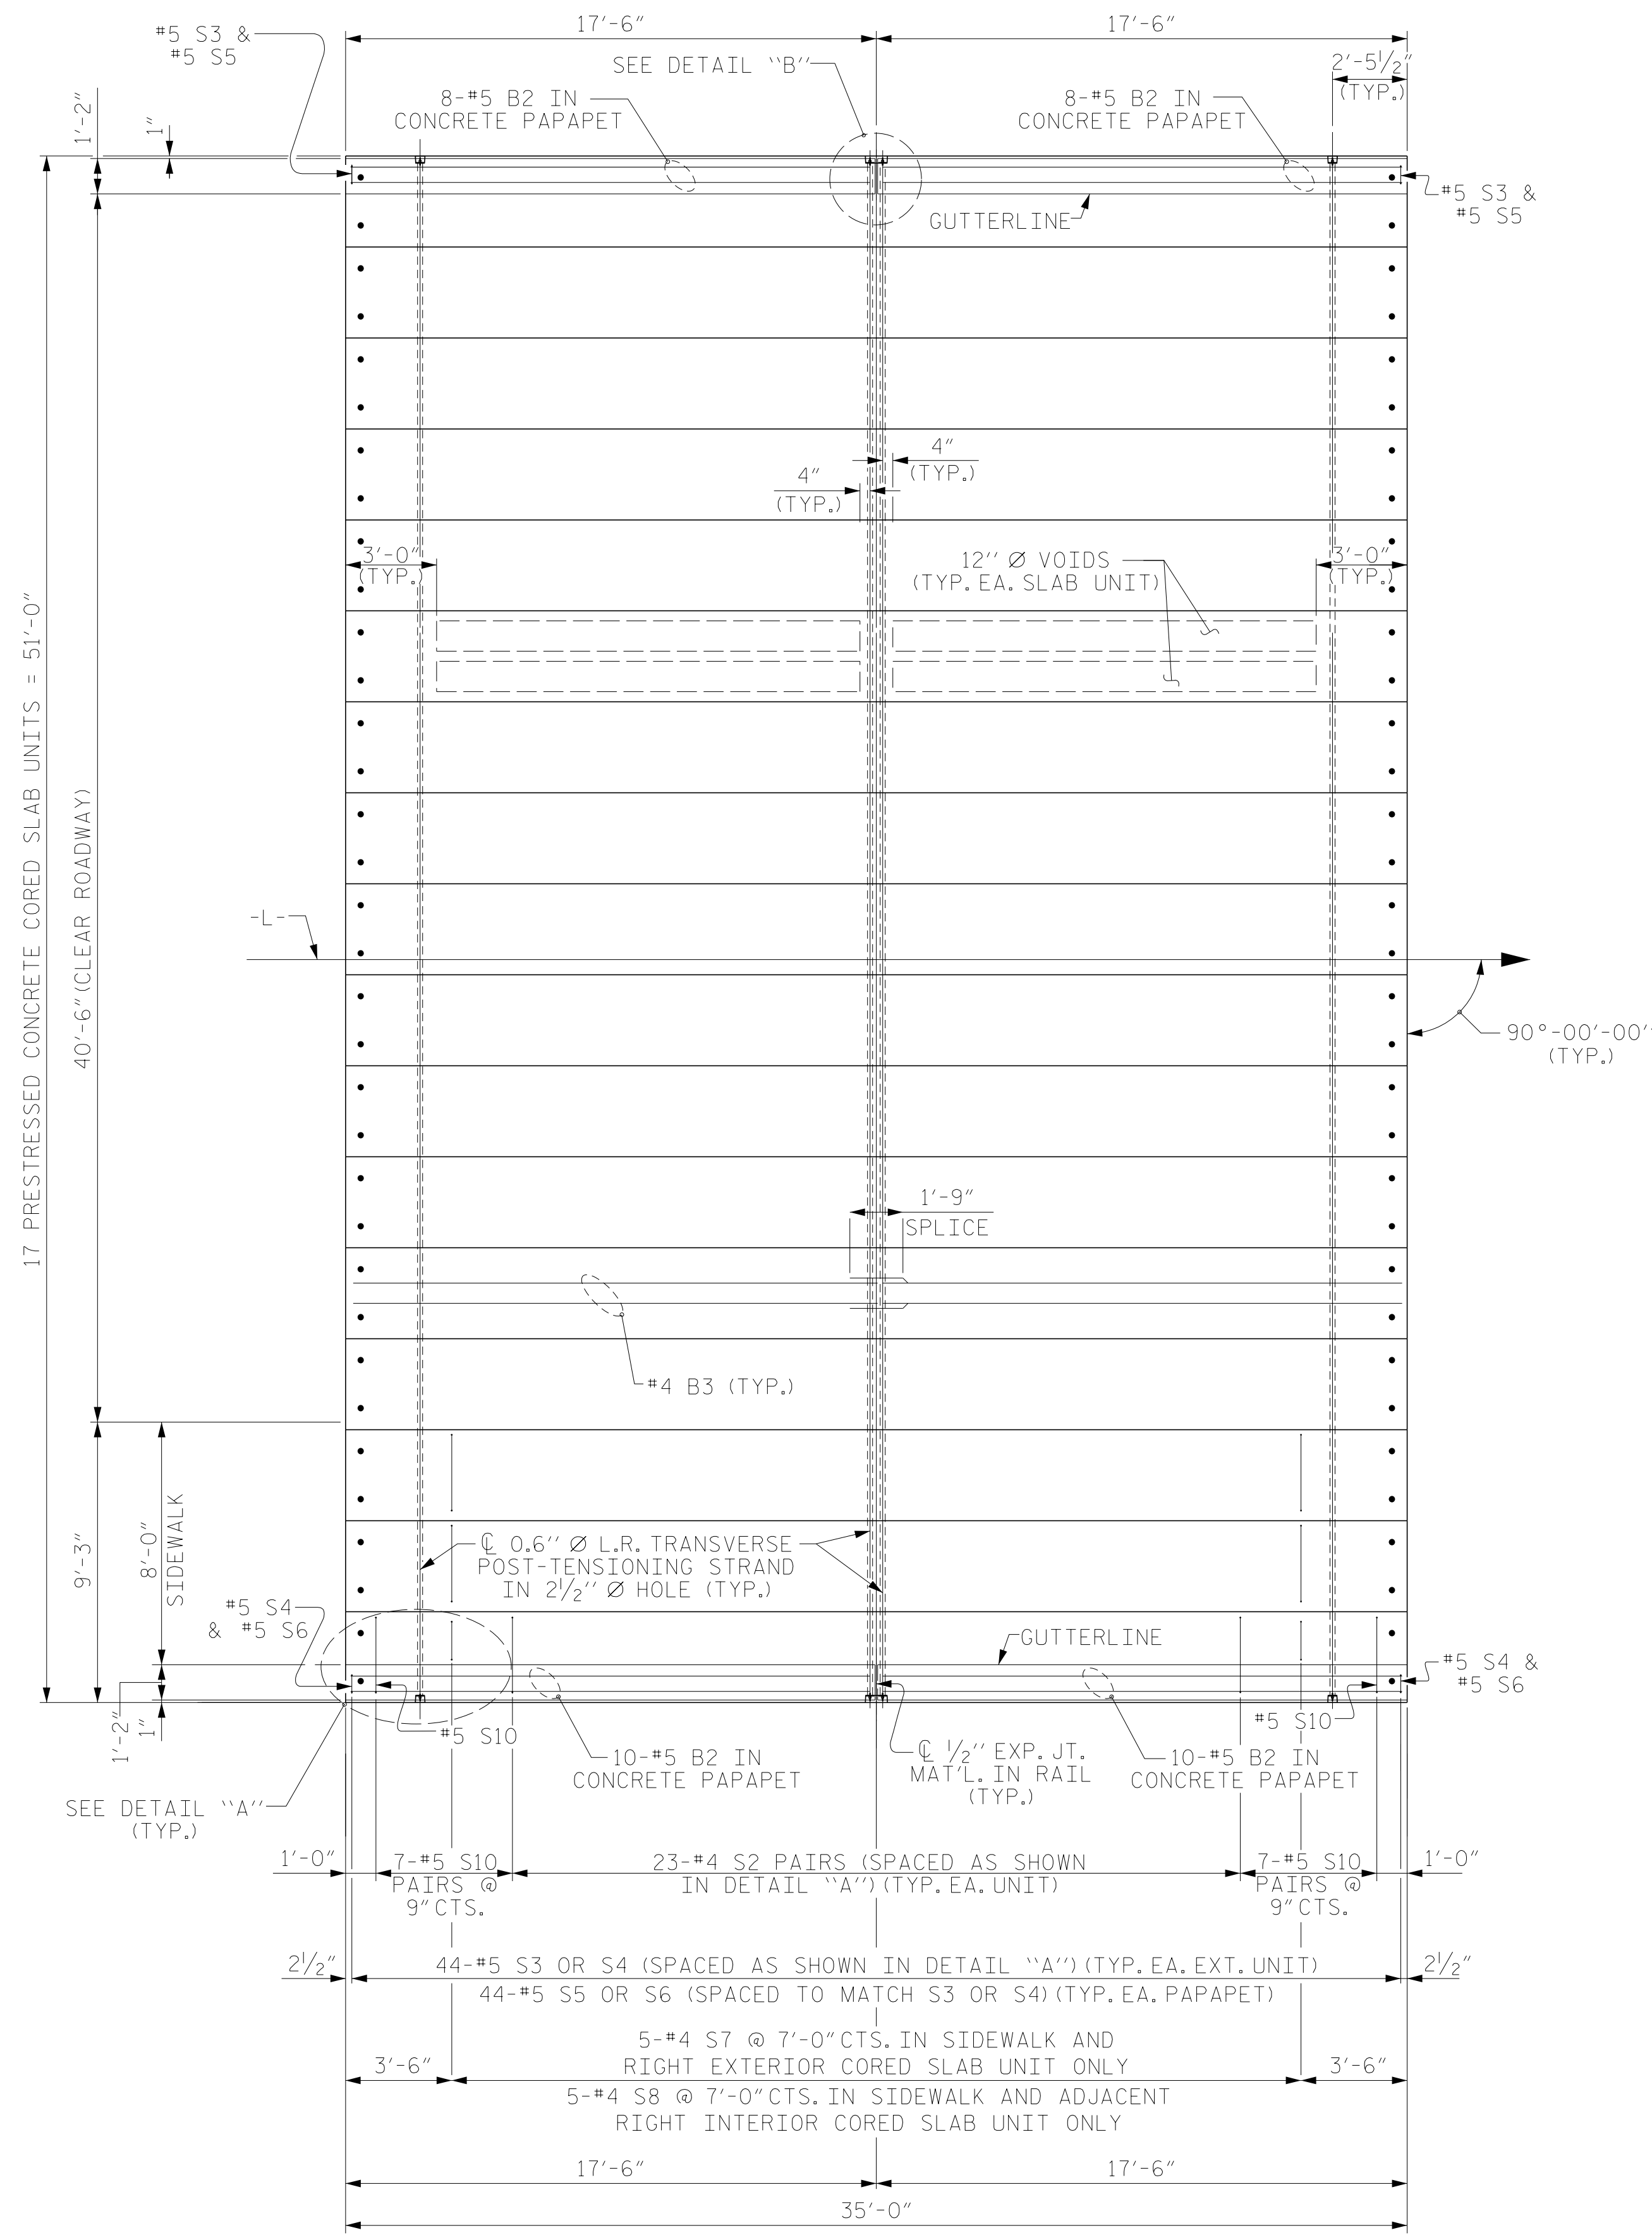 17'-6" 17'-6"
#5 S3 &
#5 S5
SEE DETAIL "B"
2'-5 1/2"
(TYP.)
8-#5 B2 IN
CONCRETE PAPAPET
8-#5 B2 IN
CONCRETE PAPAPET
1'-2"
1"
#5 S3 &
#5 S5
GUTTERLINE
4"
(TYP.)
4"
(TYP.)
3'-0"
(TYP.)
12" Ø VOIDS
(TYP. EA. SLAB UNIT)
3'-0"
(TYP.)
17 PRESTRESSED CONCRETE CORED SLAB UNITS = 51'-0"
40'-6" (CLEAR ROADWAY)
-L-
90°-00'-00"
(TYP.)
1'-9"
SPLICE
#4 B3 (TYP.)
9'-3"
8'-0"
SIDEWALK
℄ 0.6" Ø L.R. TRANSVERSE
POST-TENSIONING STRAND
IN 2 1/2" Ø HOLE (TYP.)
#5 S4
& #5 S6
GUTTERLINE
#5 S4 &
#5 S6
1'-2"
1"
#5 S10
#5 S10
10-#5 B2 IN
CONCRETE PAPAPET
℄ 1/2" EXP. JT.
MAT'L. IN RAIL
(TYP.)
10-#5 B2 IN
CONCRETE PAPAPET
SEE DETAIL "A"
(TYP.)
1'-0"
7-#5 S10
PAIRS @
9" CTS.
23-#4 S2 PAIRS (SPACED AS SHOWN
IN DETAIL "A") (TYP. EA. UNIT)
7-#5 S10
PAIRS @
9" CTS.
1'-0"
2 1/2"
44-#5 S3 OR S4 (SPACED AS SHOWN IN DETAIL "A") (TYP. EA. EXT. UNIT)
44-#5 S5 OR S6 (SPACED TO MATCH S3 OR S4) (TYP. EA. PAPAPET)
2 1/2"
3'-6"
5-#4 S7 @ 7'-0" CTS. IN SIDEWALK AND
RIGHT EXTERIOR CORED SLAB UNIT ONLY
5-#4 S8 @ 7'-0" CTS. IN SIDEWALK AND ADJACENT
RIGHT INTERIOR CORED SLAB UNIT ONLY
3'-6"
17'-6" 17'-6"
35'-0"